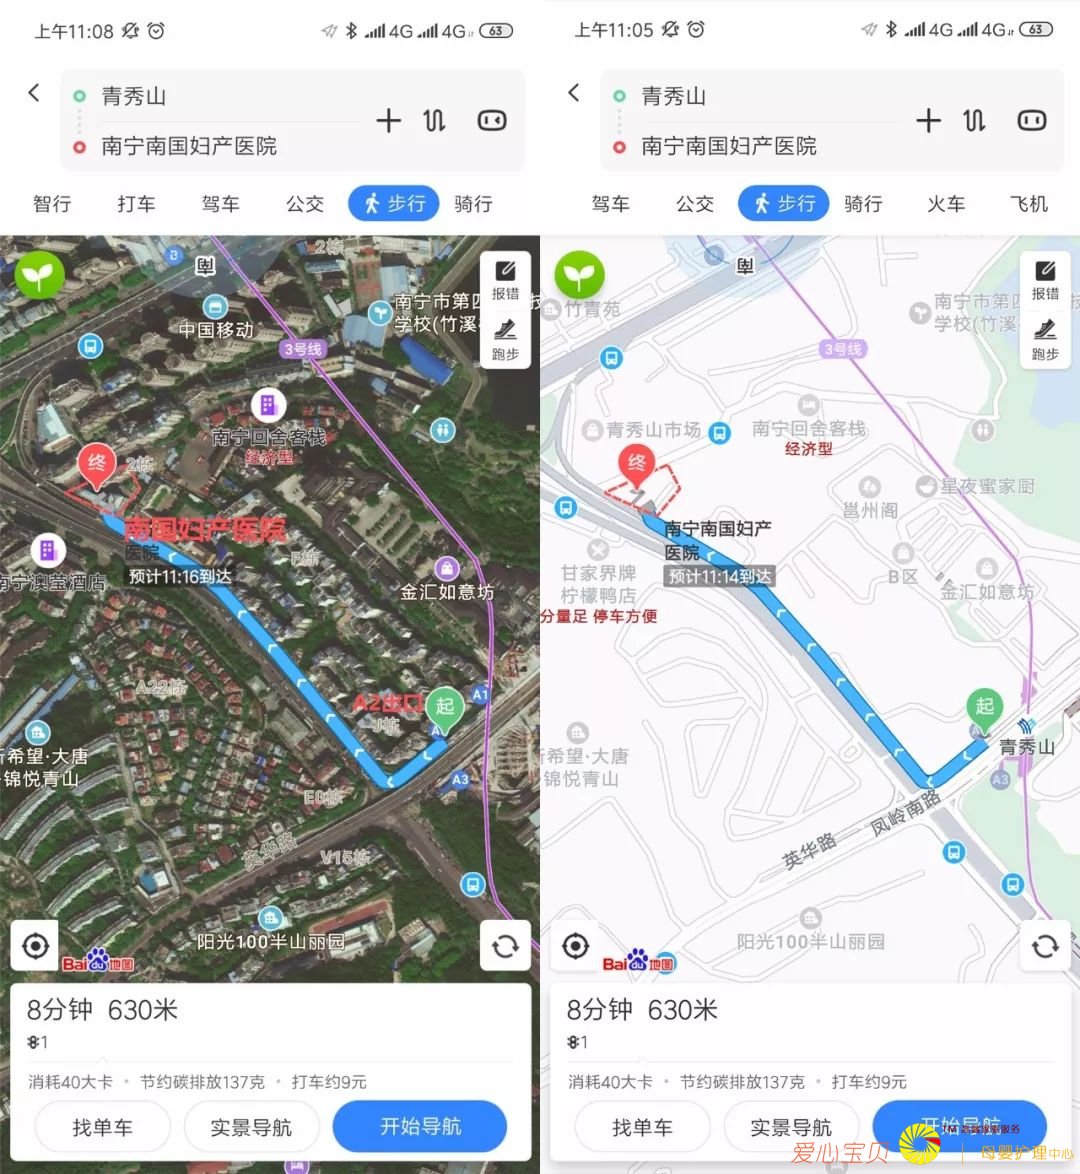 上午11:08
4G 4G 63
青秀山
南宁南国妇产医院
智行 打车 驾车 公交 步行 骑行
2栋
南
B
报错
跑步
中国移动
南宁市第四
学校(竹溪
3号线
南宁回舍客栈
经济型
终
2栋
南国妇产医院
医院
预计11:16到达
F栋
金汇如意坊
A22栋
A2出口
起
A1
J栋
A3
新希望·大唐
锦悦青山
E0栋
英华路
V15栋
阳光100半山丽园
Bai du 地图
8分钟 630米
1
消耗40大卡 · 节约碳排放137克 · 打车约9元
找单车 实景导航 开始导航
上午11:05
4G 4G 63
青秀山
南宁南国妇产医院
驾车 公交 步行 骑行 火车 飞机
南
报错
跑步
竹青苑
南宁市第四
技
学校(竹溪
3号线
青秀山市场
南宁回舍客栈
经济型
终
星夜蜜家厨
邕州阁
南宁南国妇产
医院
预计11:14到达
甘家界牌
柠檬鸭店
分量足 停车方便
B区
金汇如意坊
起
青秀山
A3
新希望·大唐
锦悦青山
凤岭南路
英华路
阳光100半山丽园
Bai du 地图
8分钟 630米
1
消耗40大卡 · 节约碳排放137克 · 打车约9元
找单车 实景导航 开始导航
爱心宝贝
TM
母婴护理中心